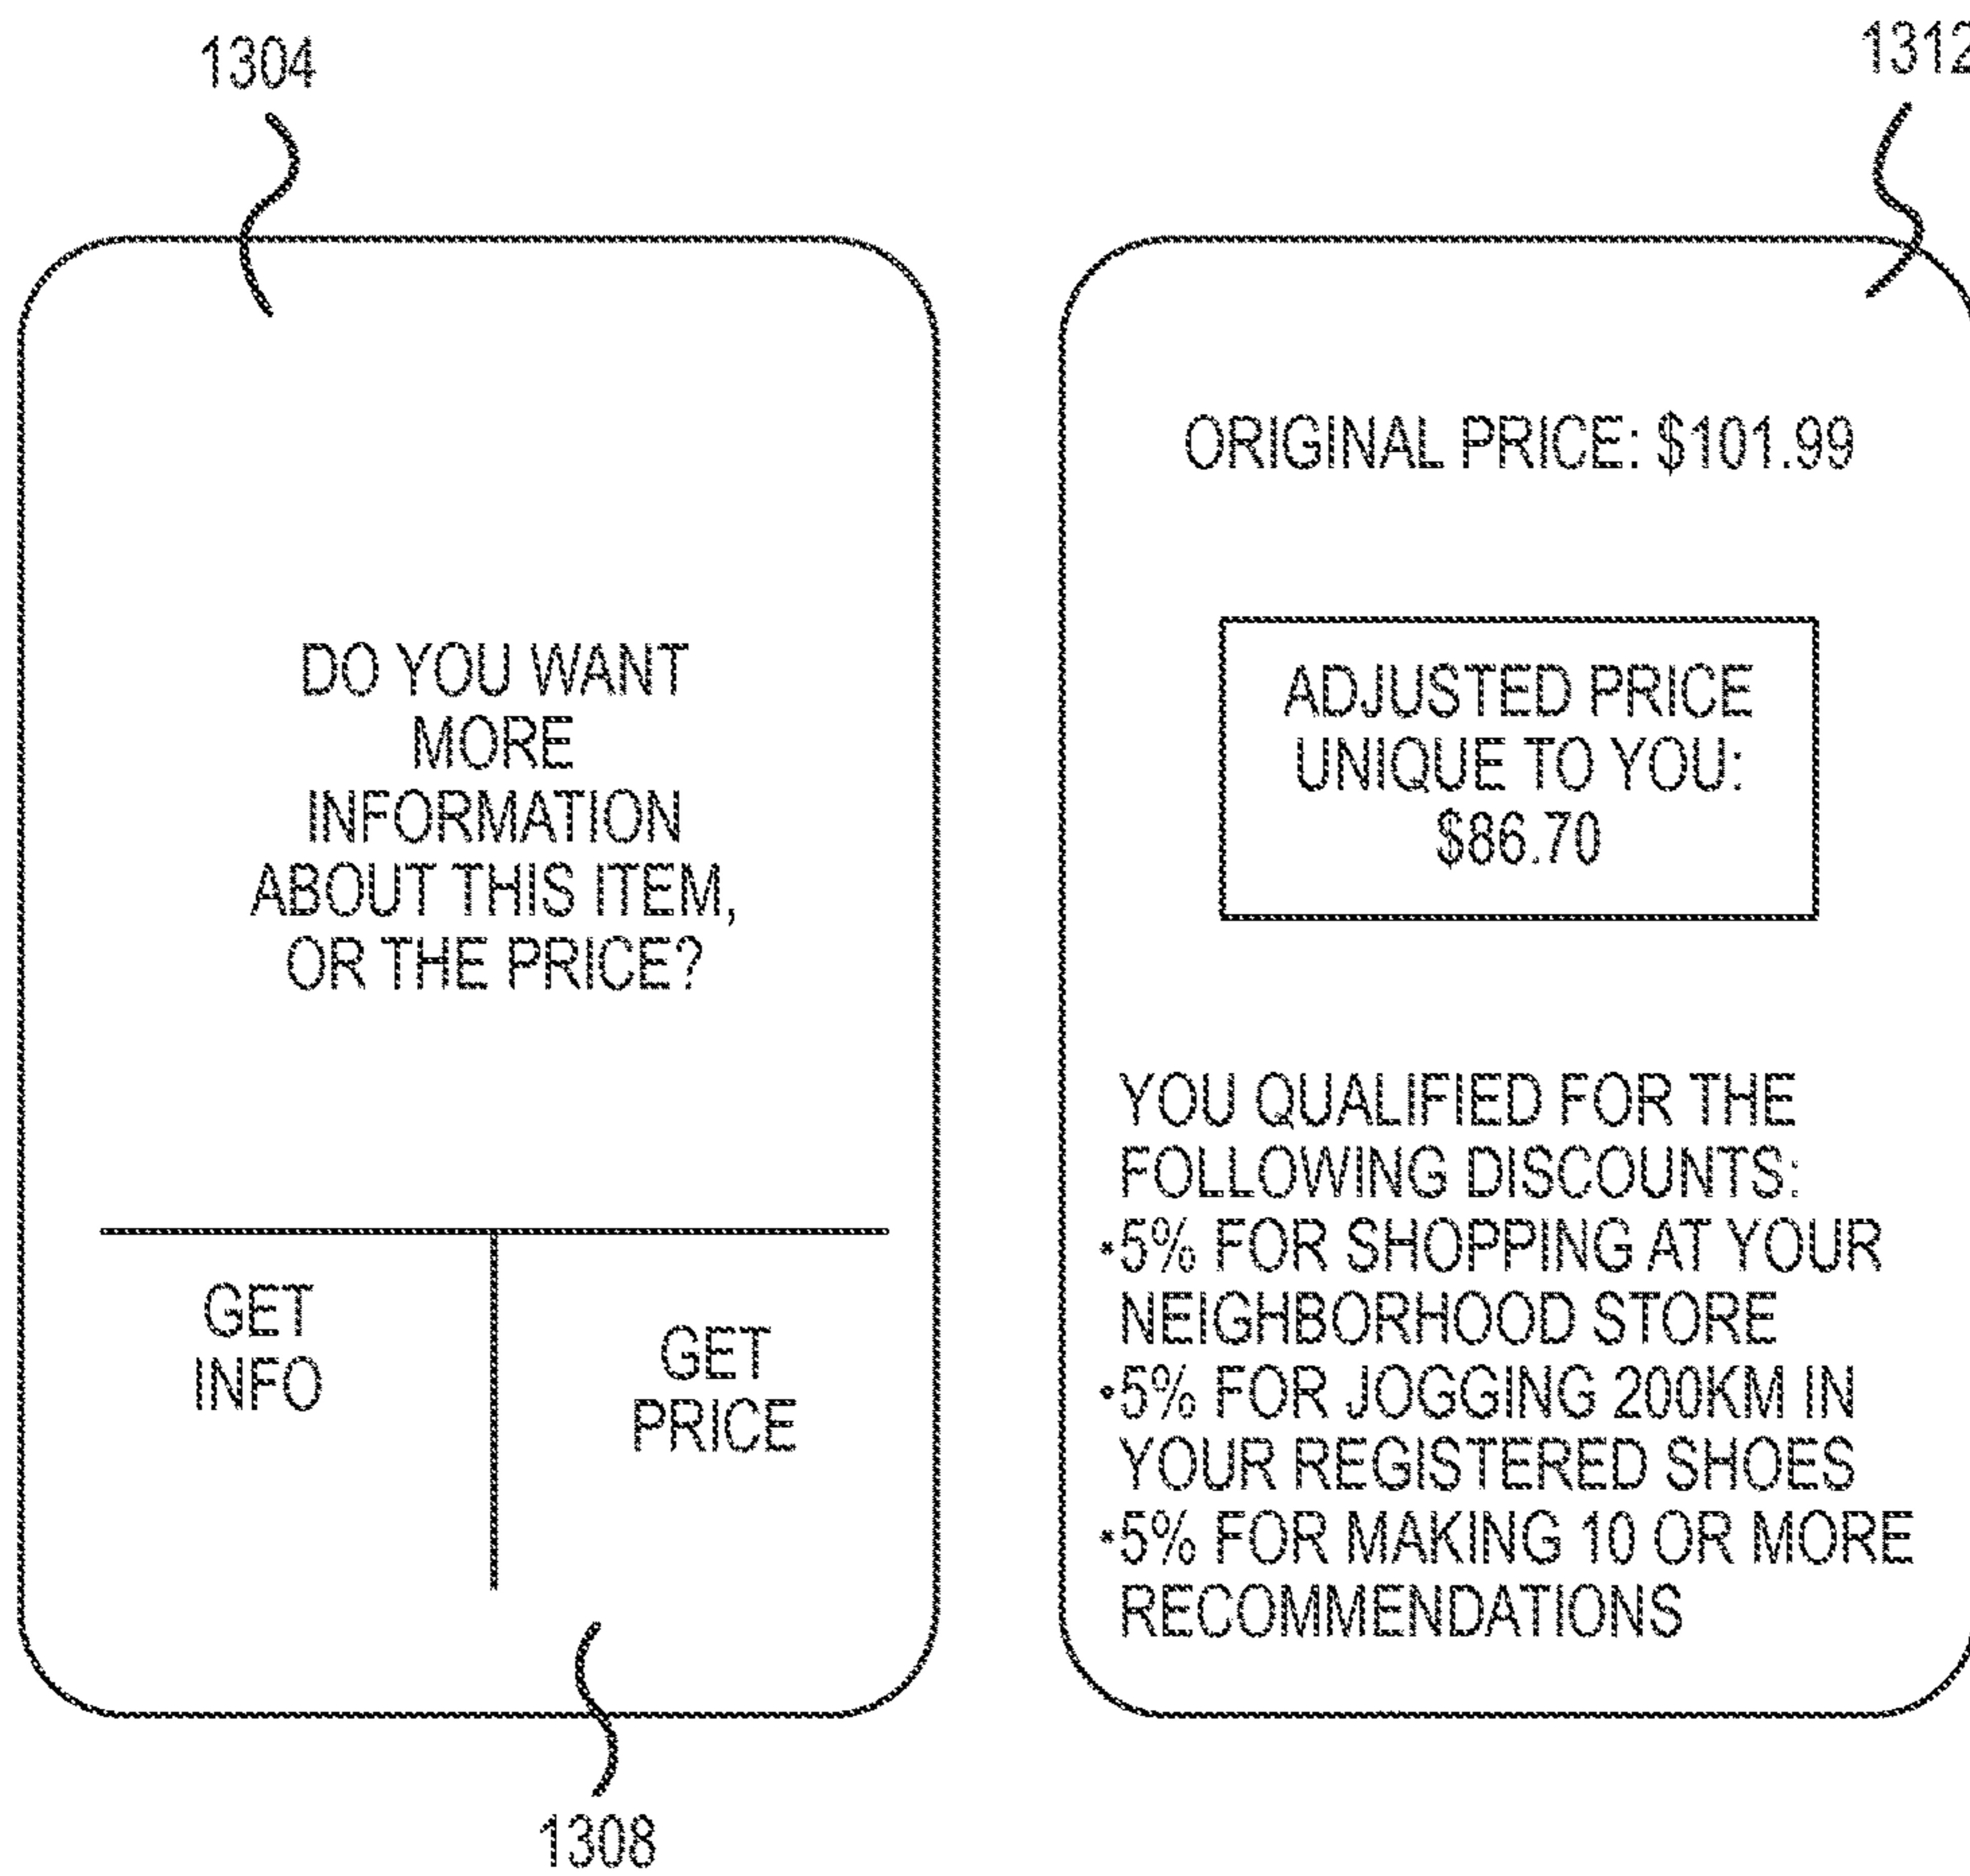 1304
DO YOU WANT
MORE
INFORMATION
ABOUT THIS ITEM,
OR THE PRICE?
GET
INFO
GET
PRICE
1308
1312
ORIGINAL PRICE: $101.99
ADJUSTED PRICE
UNIQUE TO YOU:
$86.70
YOU QUALIFIED FOR THE
FOLLOWING DISCOUNTS:
•5% FOR SHOPPING AT YOUR
NEIGHBORHOOD STORE
•5% FOR JOGGING 200KM IN
YOUR REGISTERED SHOES
•5% FOR MAKING 10 OR MORE
RECOMMENDATIONS